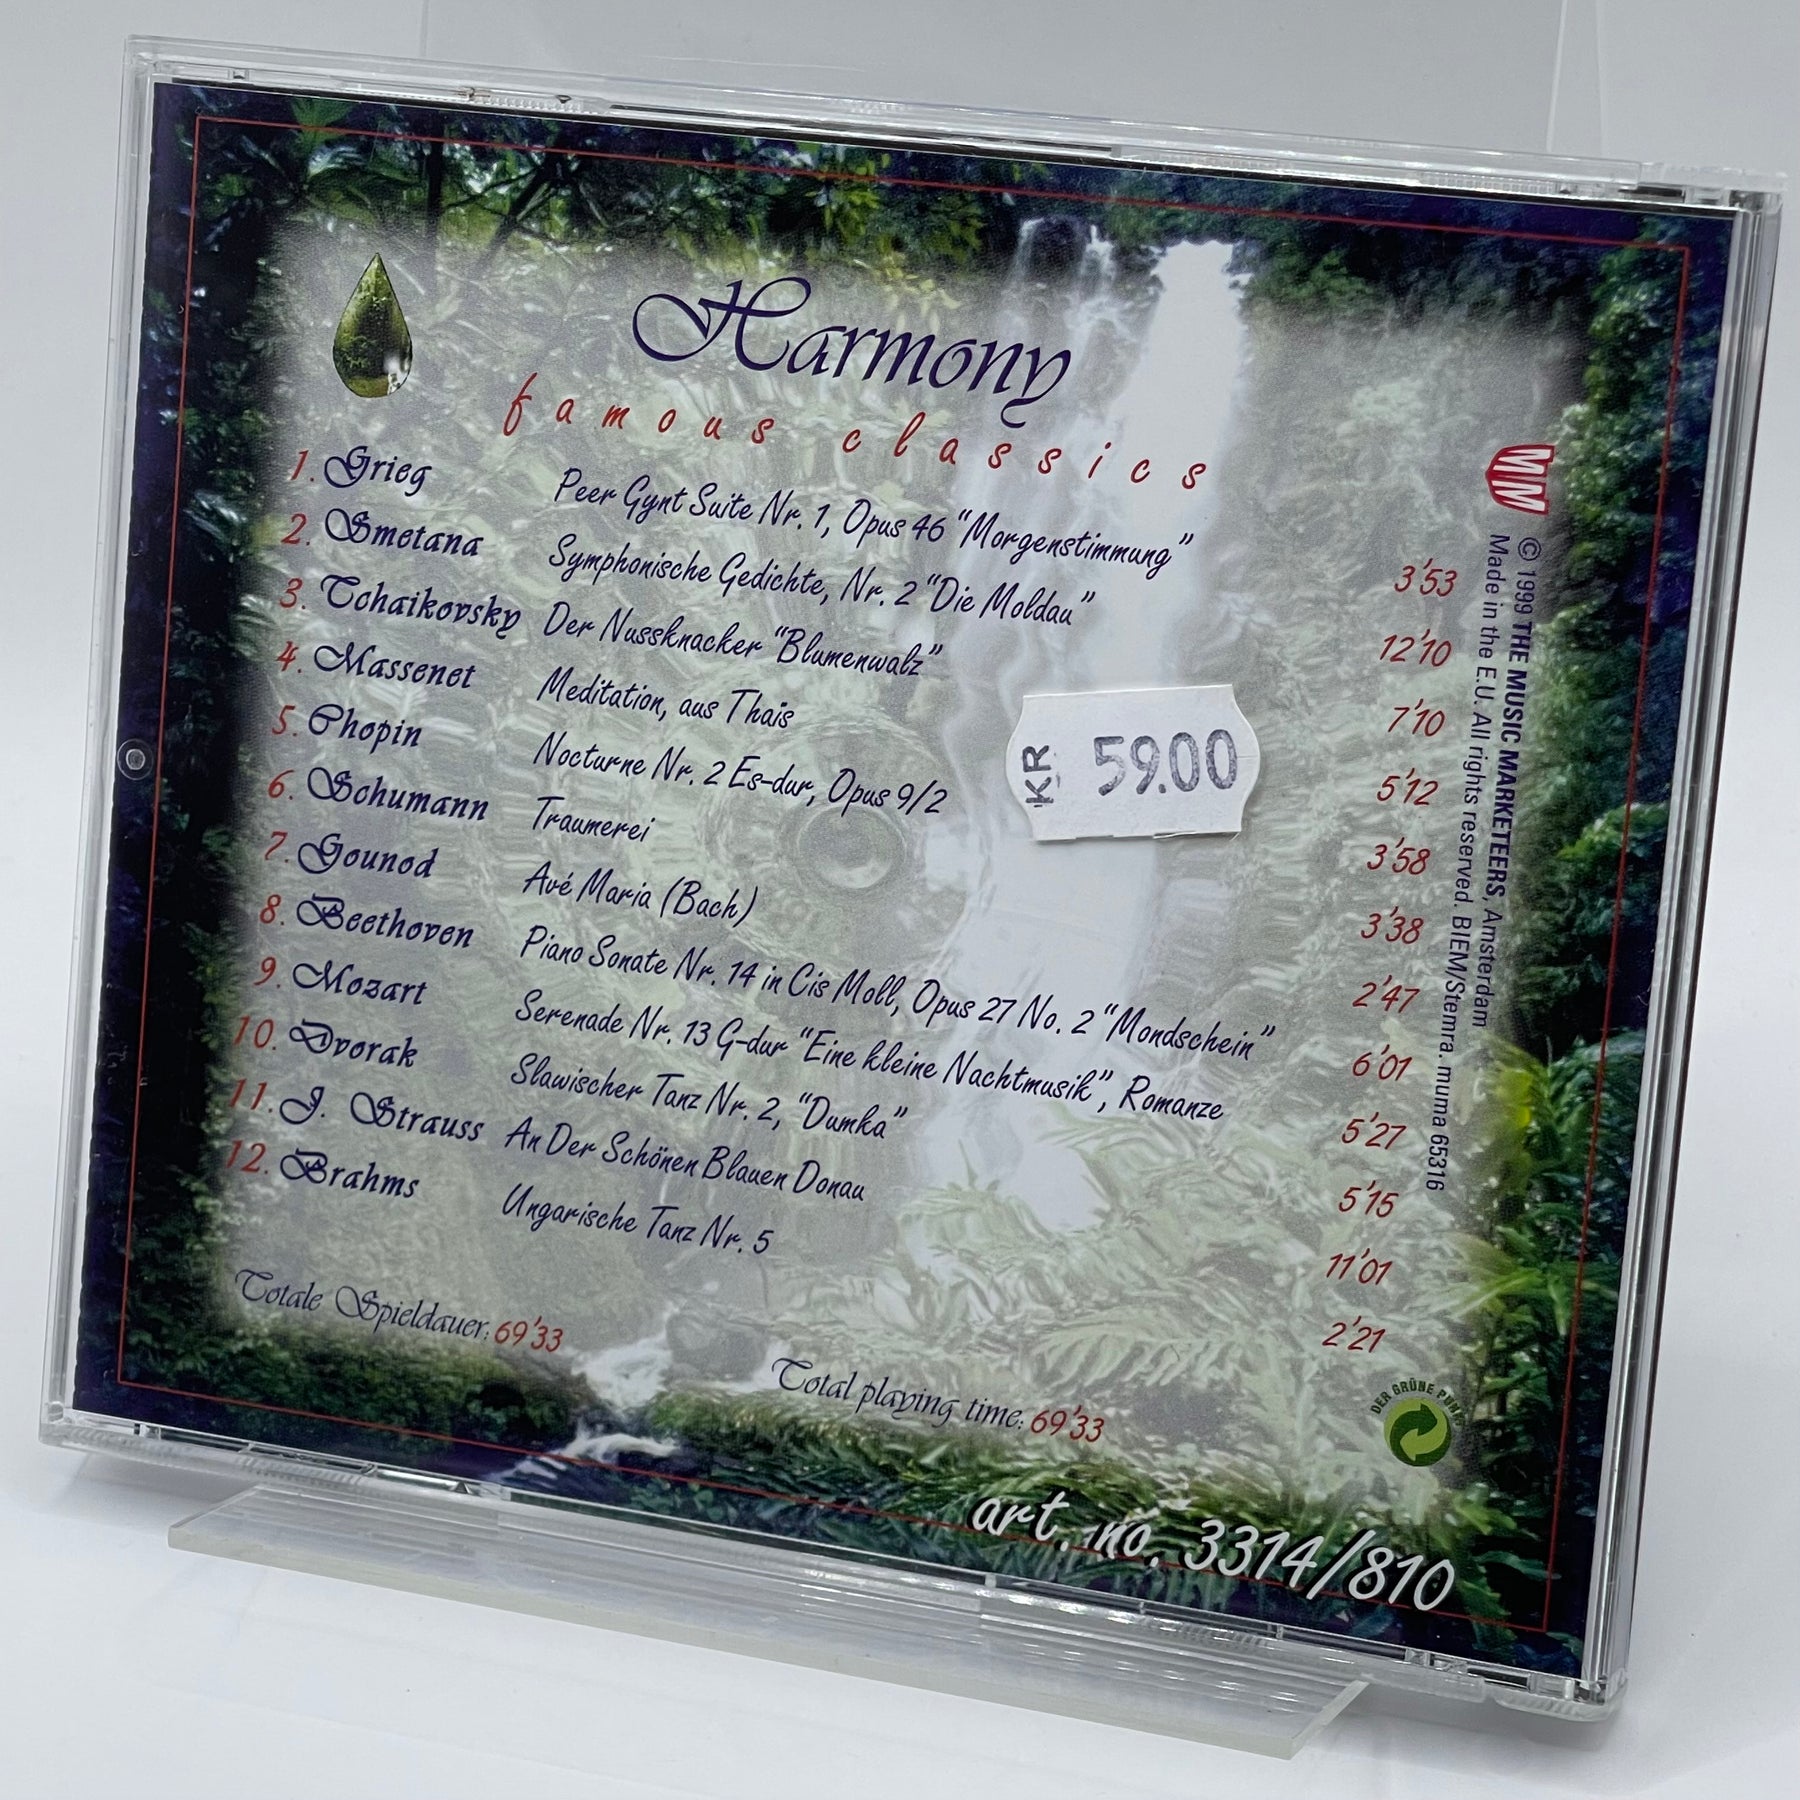 Harmony
famous classics
1. Grieg Peer Gynt Suite Nr. 1, Opus 46 "Morgenstimmung" 3'53
2. Smetana Symphonische Gedichte, Nr. 2 "Die Moldau" 12'10
3. Tchaikovsky Der Nussknacker "Blumenwalz" 7'10
4. Massenet Meditation, aus Thais 5'12
5. Chopin Nocturne Nr. 2 Es-dur, Opus 9/2 3'58
6. Schumann Traumerei 3'38
7. Gounod Avé Maria (Bach) 2'47
8. Beethoven Piano Sonate Nr. 14 in Cis Moll, Opus 27 No. 2 "Mondschein" 6'01
9. Mozart Serenade Nr. 13 G-dur "Eine kleine Nachtmusik", Romanze 5'27
10. Dvorak Slawischer Tanz Nr. 2, "Dumka" 5'15
11. J. Strauss An Der Schönen Blauen Donau 11'01
12. Brahms Ungarische Tanz Nr. 5 2'21
Totale Spieldauer: 69'33
Total playing time: 69'33
art. no. 3314/810
KR 59.00
MM
© 1999 THE MUSIC MARKETEERS, Amsterdam
Made in the E.U. All rights reserved. BIEM/Stemra. muma 65316
DER GRÜNE PUNKT